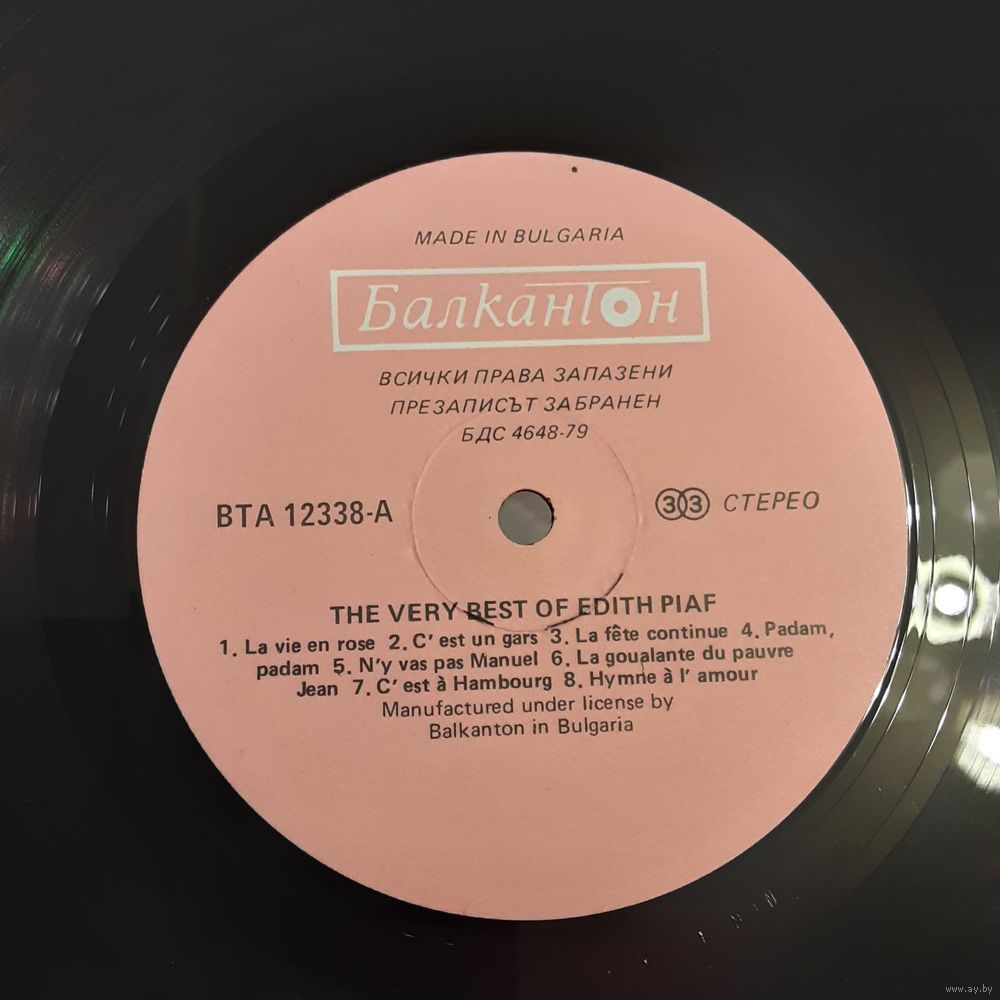 MADE IN BULGARIA
Балкантон
ВСИЧКИ ПРАВА ЗАПАЗЕНИ
ПРЕЗАПИСЪТ ЗАБРАНЕН
БДС 4648-79
ВТА 12338-А
33 СТЕРЕО
THE VERY BEST OF EDITH PIAF
1. La vie en rose 2. C' est un gars 3. La fête continue 4. Padam,
padam 5. N'y vas pas Manuel 6. La goualante du pauvre
Jean 7. C' est à Hambourg 8. Hymne à l' amour
Manufactured under license by
Balkanton in Bulgaria
www.ay.by